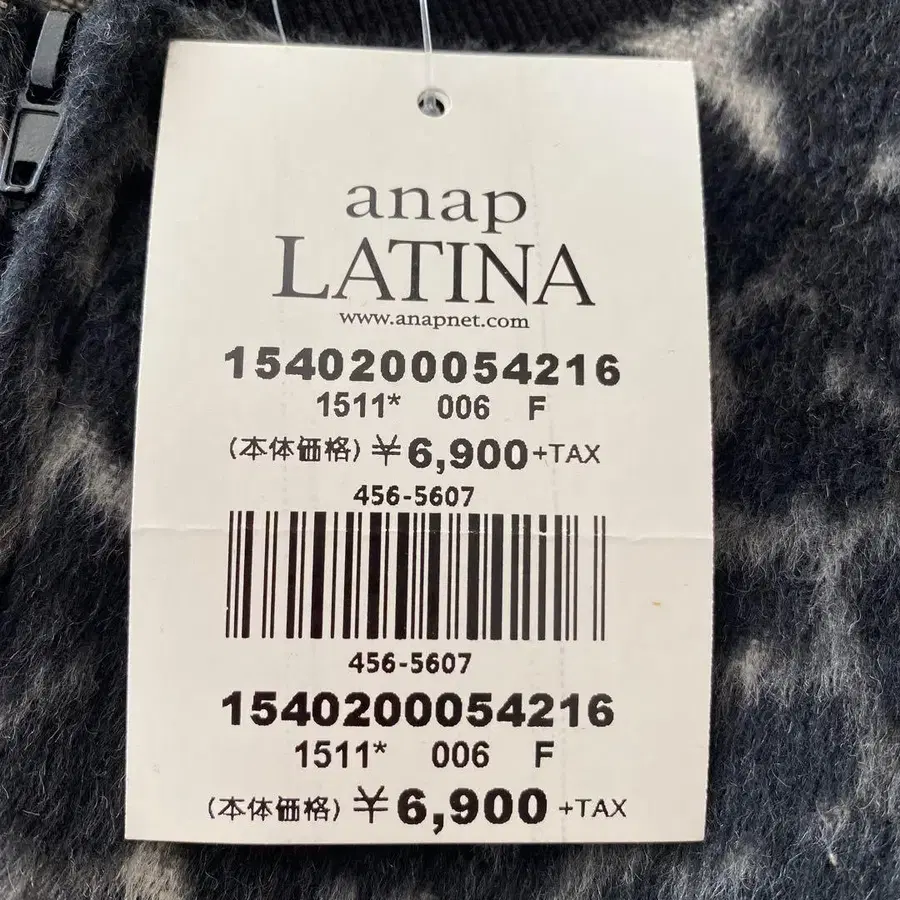 anap
LATINA
www.anapnet.com
1540200054216
1511* 006 F
(本体価格) ¥6,900 +TAX
456-5607
456-5607
1540200054216
1511* 006 F
(本体価格) ¥6,900 +TAX